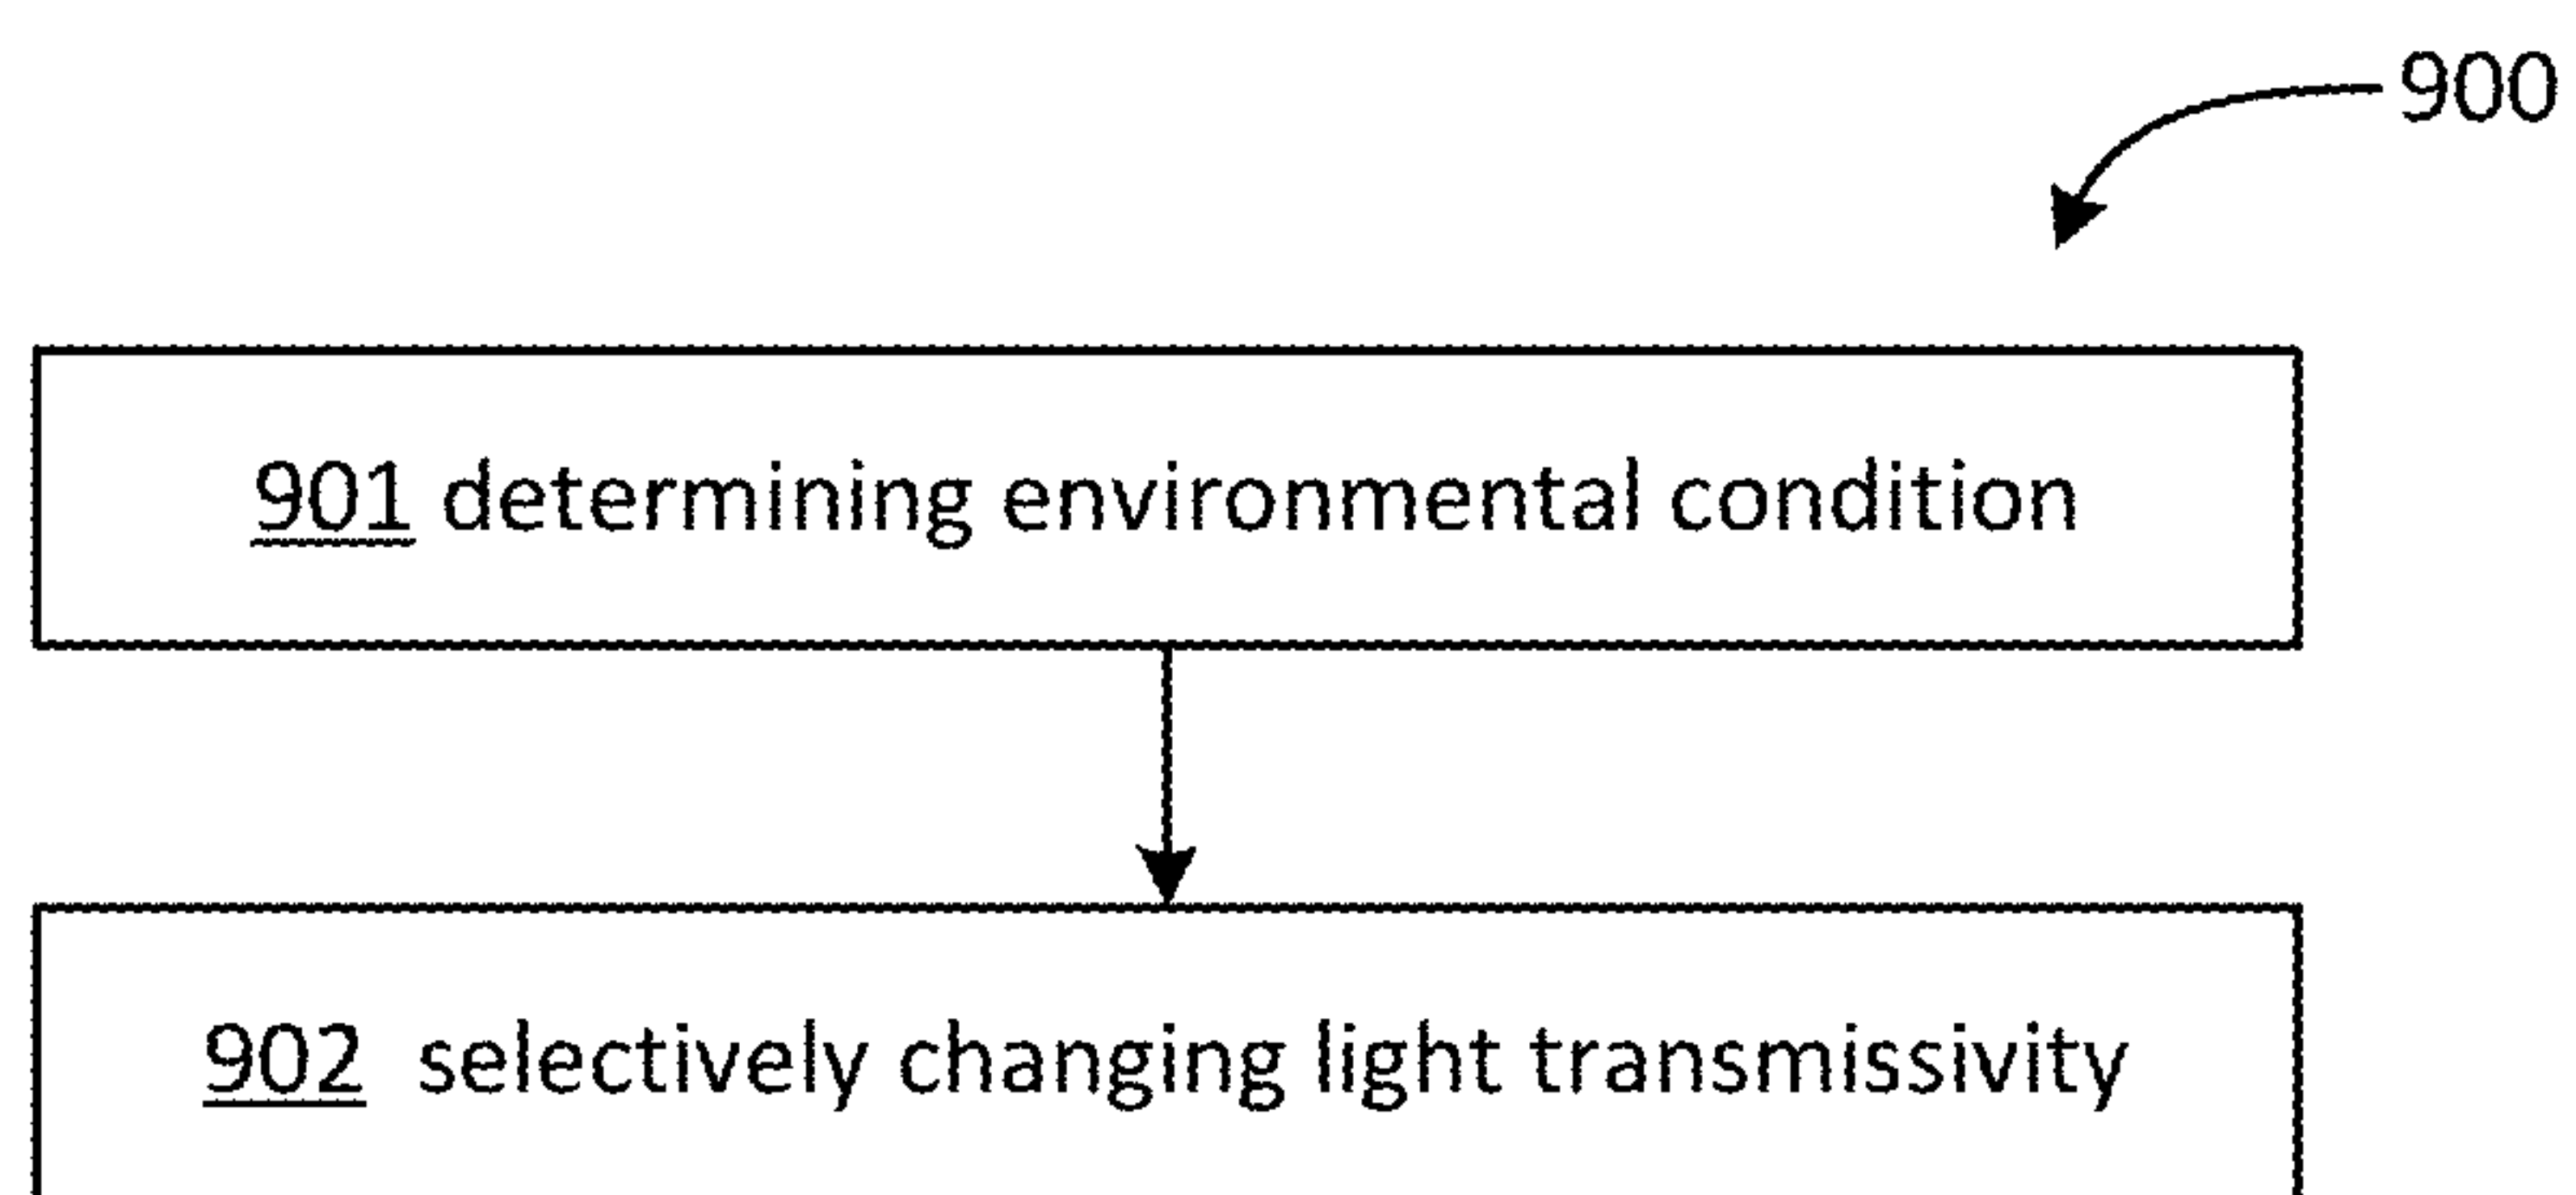 900
901 determining environmental condition
902 selectively changing light transmissivity